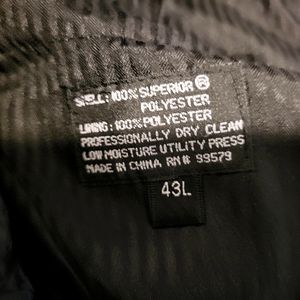 SHELL: 100% SUPERIOR ®
POLYESTER
LINING: 100% POLYESTER
PROFESSIONALLY DRY CLEAN
LOW MOISTURE UTILITY PRESS
MADE IN CHINA RN# 99579
43L